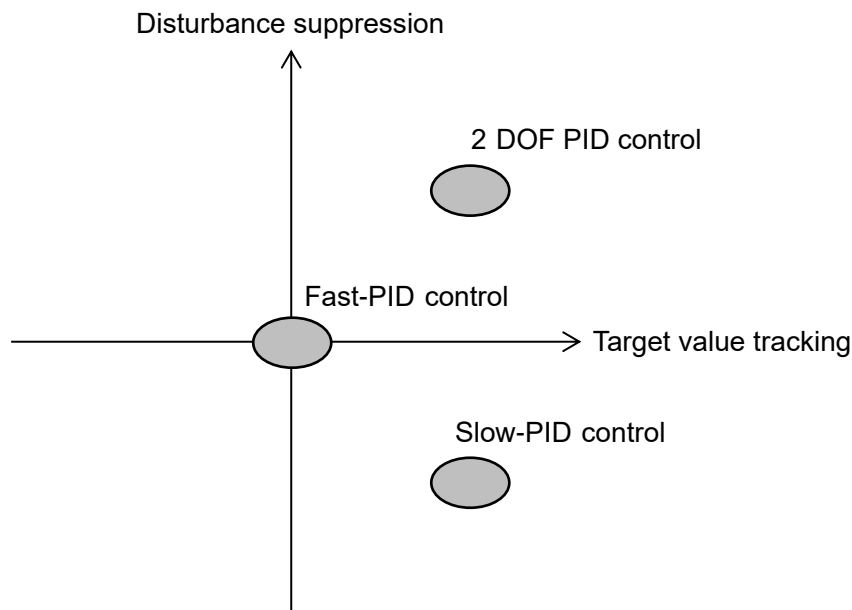 Disturbance suppression
2 DOF PID control
Fast-PID control
Target value tracking
Slow-PID control